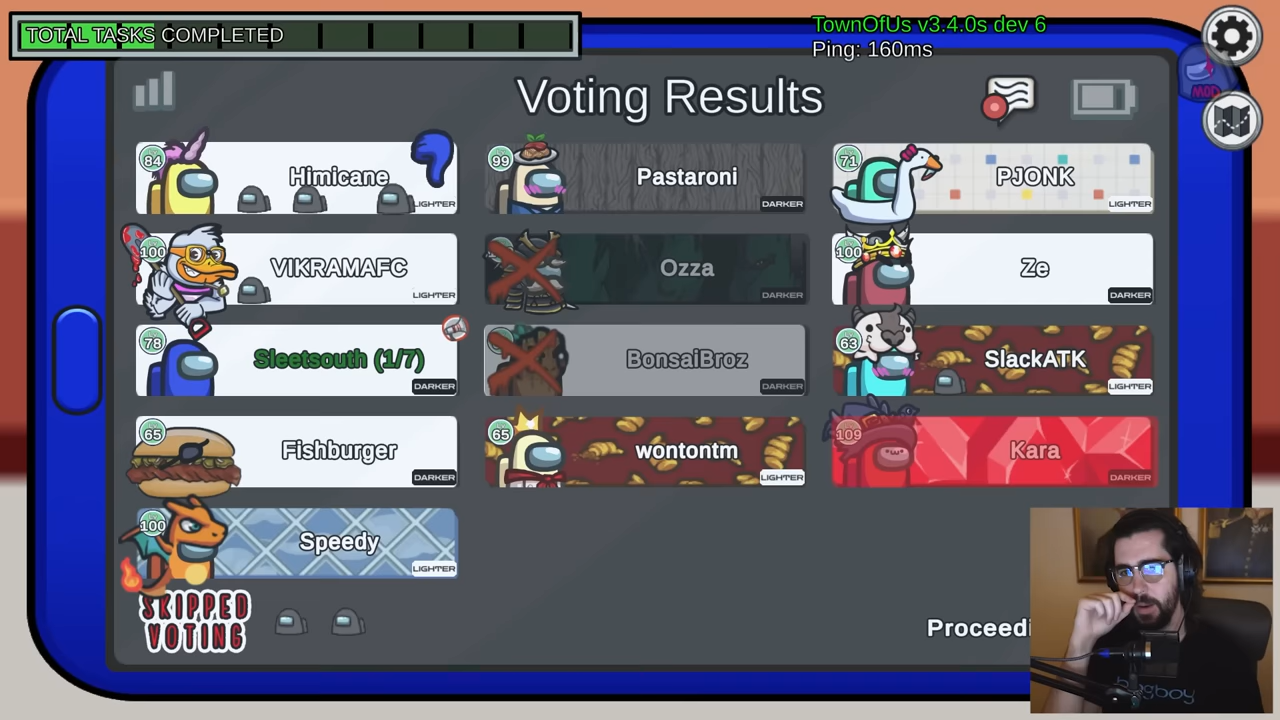 TOTAL TASKS COMPLETED
TownOfUs v3.4.0s dev 6
Ping: 160ms
Voting Results
MOD
84
Himicane
LIGHTER
99
Pastaroni
DARKER
71
PJONK
LIGHTER
100
VIKRAMAFC
LIGHTER
Ozza
DARKER
100
Ze
DARKER
78
Sleetsouth (1/7)
DARKER
BonsaiBroz
DARKER
63
SlackATK
LIGHTER
65
Fishburger
DARKER
65
wontontm
LIGHTER
109
Kara
DARKER
100
Speedy
LIGHTER
SKIPPED
VOTING